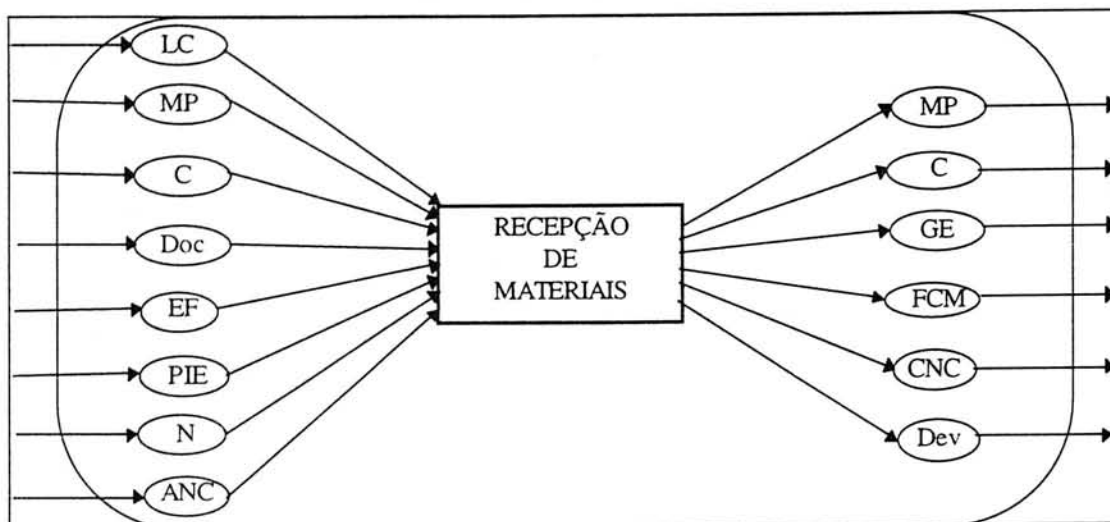 LC
MP
C
Doc
EF
PIE
N
ANC
RECEPÇÃO
DE
MATERIAIS
MP
C
GE
FCM
CNC
Dev